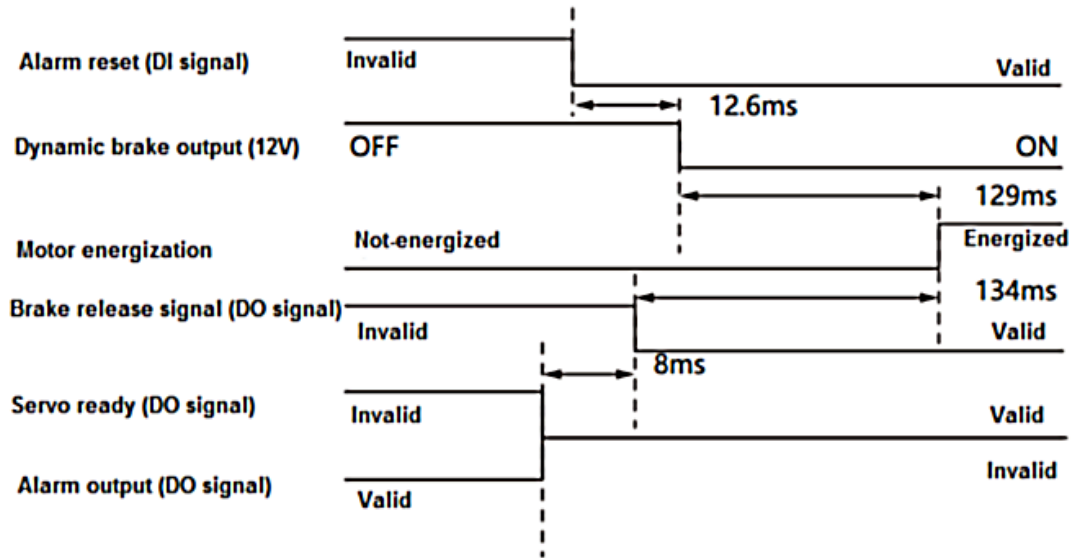 Alarm reset (DI signal)
Invalid
Valid
12.6ms
Dynamic brake output (12V)
OFF
ON
129ms
Motor energization
Not-energized
Energized
134ms
Brake release signal (DO signal)
Invalid
Valid
8ms
Servo ready (DO signal)
Invalid
Valid
Alarm output (DO signal)
Valid
Invalid